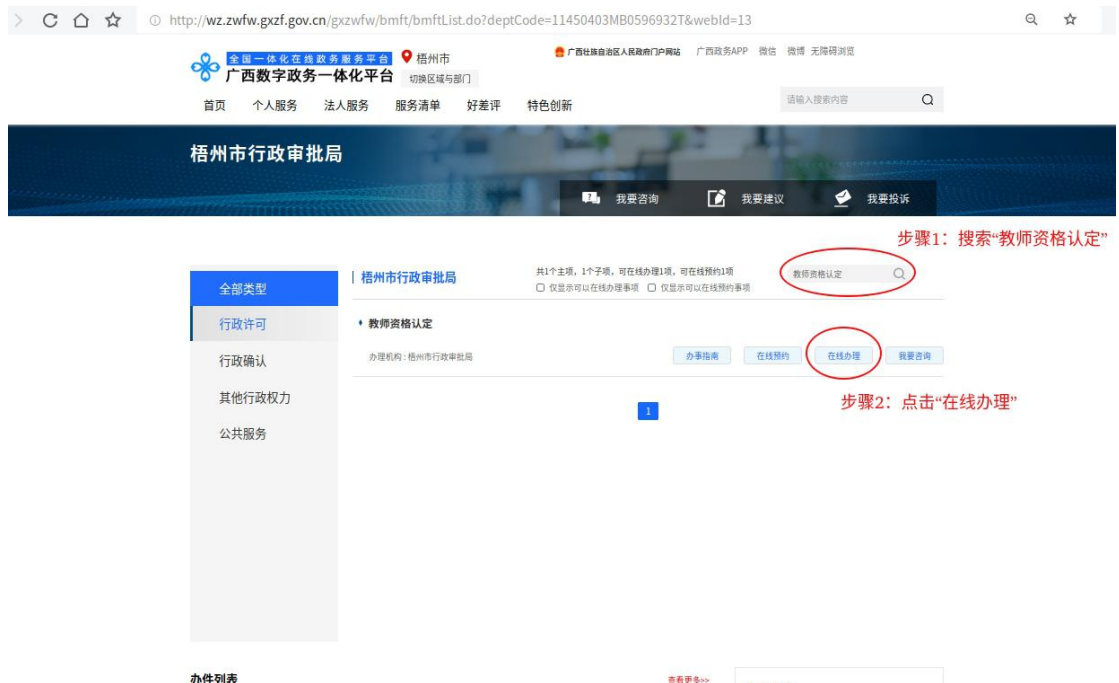 http://wz.zwfw.gxzf.gov.cn/gxzwfw/bmft/bmftList.do?deptCode=11450403MB0596932T&webId=13
全国一体化在线政务服务平台
广西数字政务一体化平台
梧州市
切换区域与部门
广西壮族自治区人民政府门户网站 广西政务APP 微信 微博 无障碍浏览
首页 个人服务 法人服务 服务清单 好差评 特色创新
请输入搜索内容
梧州市行政审批局
我要咨询 我要建议 我要投诉
步骤1：搜索“教师资格认定”
全部类型
行政许可
行政确认
其他行政权力
公共服务
梧州市行政审批局
共1个主项，1个子项，可在线办理1项，可在线预约1项
仅显示可以在线办理事项 仅显示可以在线预约事项
教师资格认定
教师资格认定
办理机构：梧州市行政审批局
办事指南 在线预约 在线办理 我要咨询
步骤2：点击“在线办理”
1
办件列表
查看更多>>